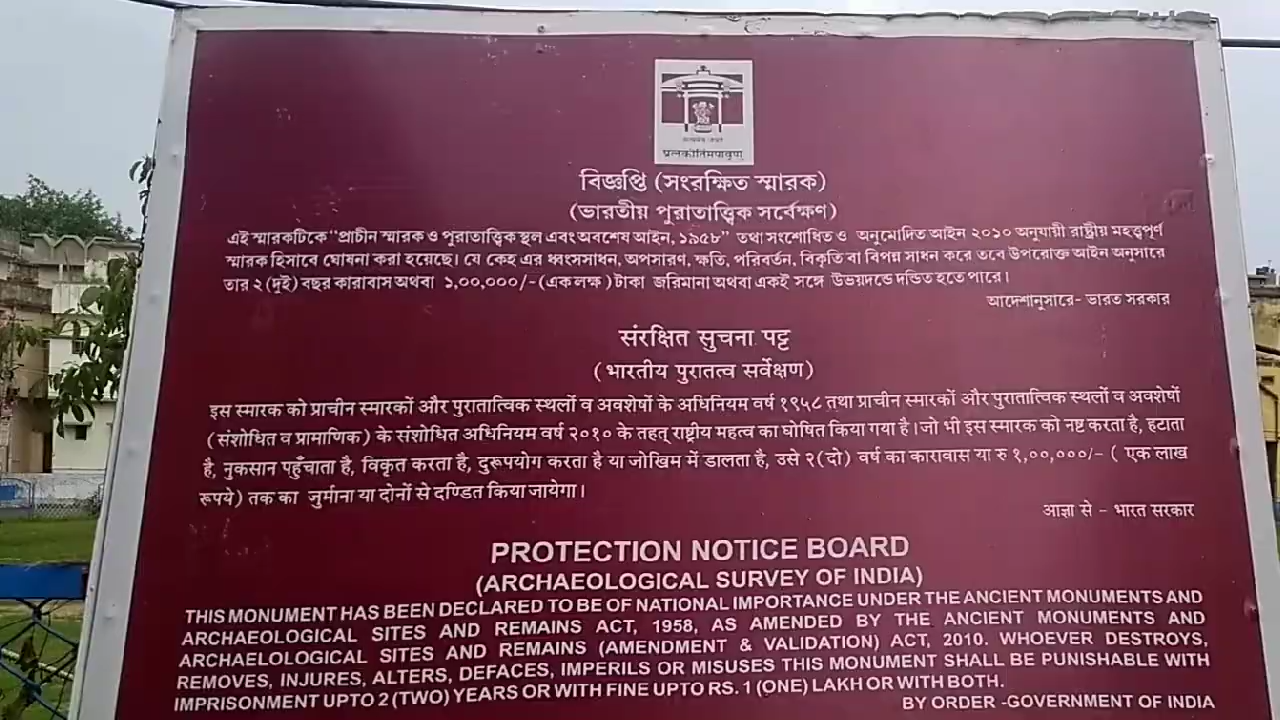 सत्यमेव जयते
प्रत्नकीर्तिमपावृणु
বিজ্ঞপ্তি (সংরক্ষিত স্মারক)
(ভারতীয় পুরাতাত্ত্বিক সর্বেক্ষণ)
এই স্মারকটিকে "প্রাচীন স্মারক ও পুরাতাত্ত্বিক স্থল এবং অবশেষ আইন, ১৯৫৮" তথা সংশোধিত ও অনুমোদিত আইন ২০১০ অনুযায়ী রাষ্ট্রীয় মহত্বপূর্ণ
স্মারক হিসাবে ঘোষনা করা হয়েছে। যে কেহ এর ধ্বংসসাধন, অপসারণ, ক্ষতি, পরিবর্তন, বিকৃতি বা বিপন্ন সাধন করে তবে উপরোক্ত আইন অনুসারে
তার ২ (দুই) বছর কারাবাস অথবা ১,০০,০০০/-(এক লক্ষ) টাকা জরিমানা অথবা একই সঙ্গে উভয়দন্ডে দন্ডিত হতে পারে।
আদেশানুসারে- ভারত সরকার
संरक्षित सुचना पट्ट
(भारतीय पुरातत्व सर्वेक्षण)
इस स्मारक को प्राचीन स्मारकों और पुरातात्विक स्थलों व अवशेषों के अधिनियम वर्ष १९५८ तथा प्राचीन स्मारकों और पुरातात्विक स्थलों व अवशेषों
(संशोधित व प्रामाणिक) के संशोधित अधिनियम वर्ष २०१० के तहत् राष्ट्रीय महत्व का घोषित किया गया है। जो भी इस स्मारक को नष्ट करता है, हटाता
है, नुकसान पहुँचाता है, विकृत करता है, दुरूपयोग करता है या जोखिम में डालता है, उसे २(दो) वर्ष का कारावास या रु १,००,०००/- ( एक लाख
रूपये) तक का जुर्माना या दोनों से दण्डित किया जायेगा।
आज्ञा से - भारत सरकार
PROTECTION NOTICE BOARD
(ARCHAEOLOGICAL SURVEY OF INDIA)
THIS MONUMENT HAS BEEN DECLARED TO BE OF NATIONAL IMPORTANCE UNDER THE ANCIENT MONUMENTS AND
ARCHAEOLOGICAL SITES AND REMAINS ACT, 1958, AS AMENDED BY THE ANCIENT MONUMENTS AND
ARCHAELOLOGICAL SITES AND REMAINS (AMENDMENT & VALIDATION) ACT, 2010. WHOEVER DESTROYS,
REMOVES, INJURES, ALTERS, DEFACES, IMPERILS OR MISUSES THIS MONUMENT SHALL BE PUNISHABLE WITH
IMPRISONMENT UPTO 2 (TWO) YEARS OR WITH FINE UPTO RS. 1 (ONE) LAKH OR WITH BOTH.
BY ORDER -GOVERNMENT OF INDIA